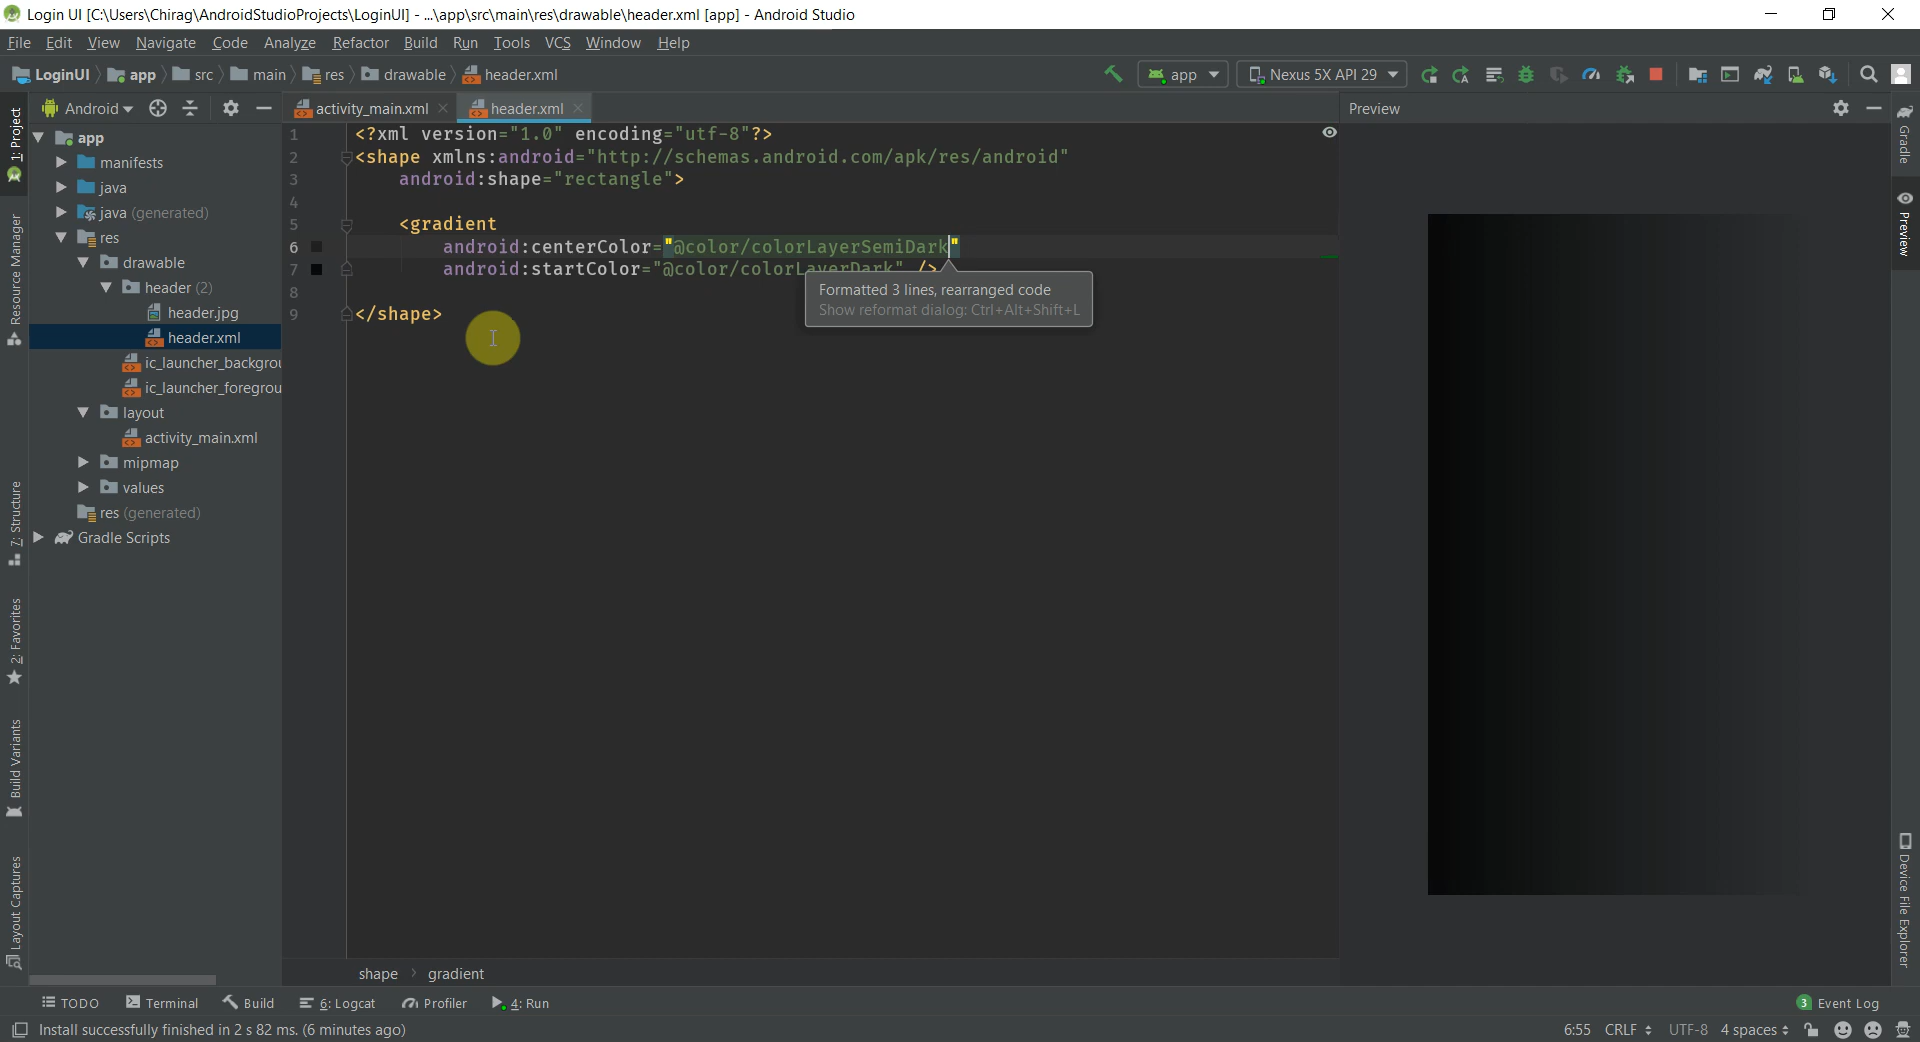 Login UI [C:\Users\Chirag\AndroidStudioProjects\LoginUI] - ...\app\src\main\res\drawable\header.xml [app] - Android Studio
File Edit View Navigate Code Analyze Refactor Build Run Tools VCS Window Help
LoginUI app src main res drawable header.xml
app
Nexus 5X API 29
Android
activity_main.xml
header.xml
Preview
1: Project
Resource Manager
7: Structure
2: Favorites
Build Variants
Layout Captures
app
manifests
java
java (generated)
res
drawable
header (2)
header.jpg
header.xml
ic_launcher_backgrou
ic_launcher_foregrou
layout
activity_main.xml
mipmap
values
res (generated)
Gradle Scripts
1 <?xml version="1.0" encoding="utf-8"?>
2 <shape xmlns:android="http://schemas.android.com/apk/res/android"
3 android:shape="rectangle">
4
5 <gradient
6 android:centerColor="@color/colorLayerSemiDark"
7 android:startColor="@color/colorLayerDark" />
8
9 </shape>
Formatted 3 lines, rearranged code
Show reformat dialog: Ctrl+Alt+Shift+L
Gradle
Preview
Device File Explorer
shape gradient
TODO Terminal Build 6: Logcat Profiler 4: Run
3 Event Log
Install successfully finished in 2 s 82 ms. (6 minutes ago)
6:55 CRLF UTF-8 4 spaces